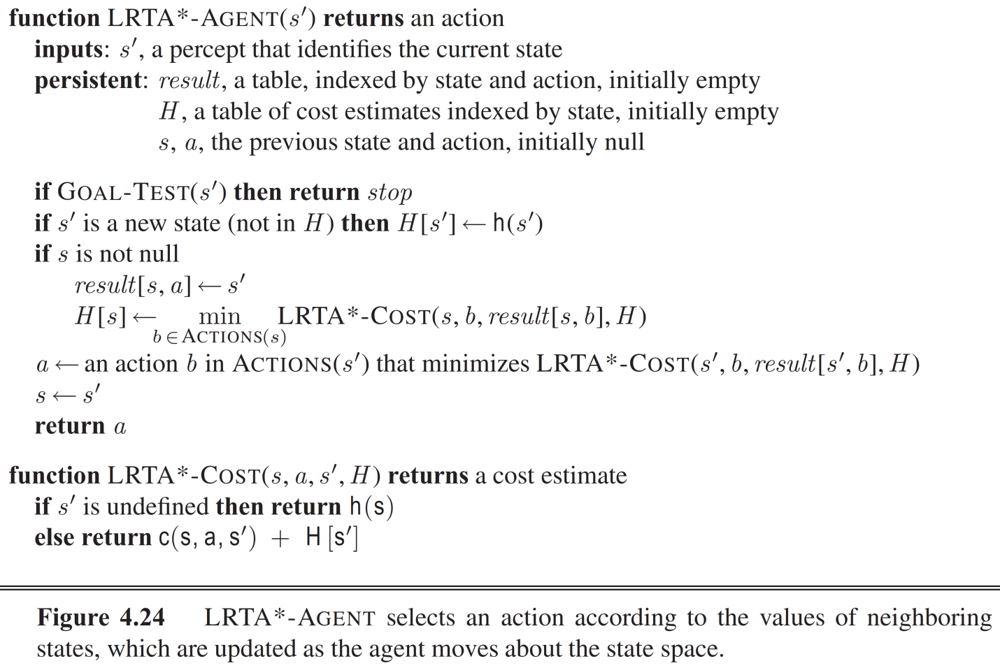 function LRTA*-AGENT(s′) returns an action
inputs: s′, a percept that identifies the current state
persistent: result, a table, indexed by state and action, initially empty
H, a table of cost estimates indexed by state, initially empty
s, a, the previous state and action, initially null
if GOAL-TEST(s′) then return stop
if s′ is a new state (not in H) then H[s′] ← h(s′)
if s is not null
result[s, a] ← s′
H[s] ← min LRTA*-COST(s, b, result[s, b], H)
b ∈ ACTIONS(s)
a ← an action b in ACTIONS(s′) that minimizes LRTA*-COST(s′, b, result[s′, b], H)
s ← s′
return a
function LRTA*-COST(s, a, s′, H) returns a cost estimate
if s′ is undefined then return h(s)
else return c(s, a, s′) + H[s′]
Figure 4.24 LRTA*-AGENT selects an action according to the values of neighboring
states, which are updated as the agent moves about the state space.